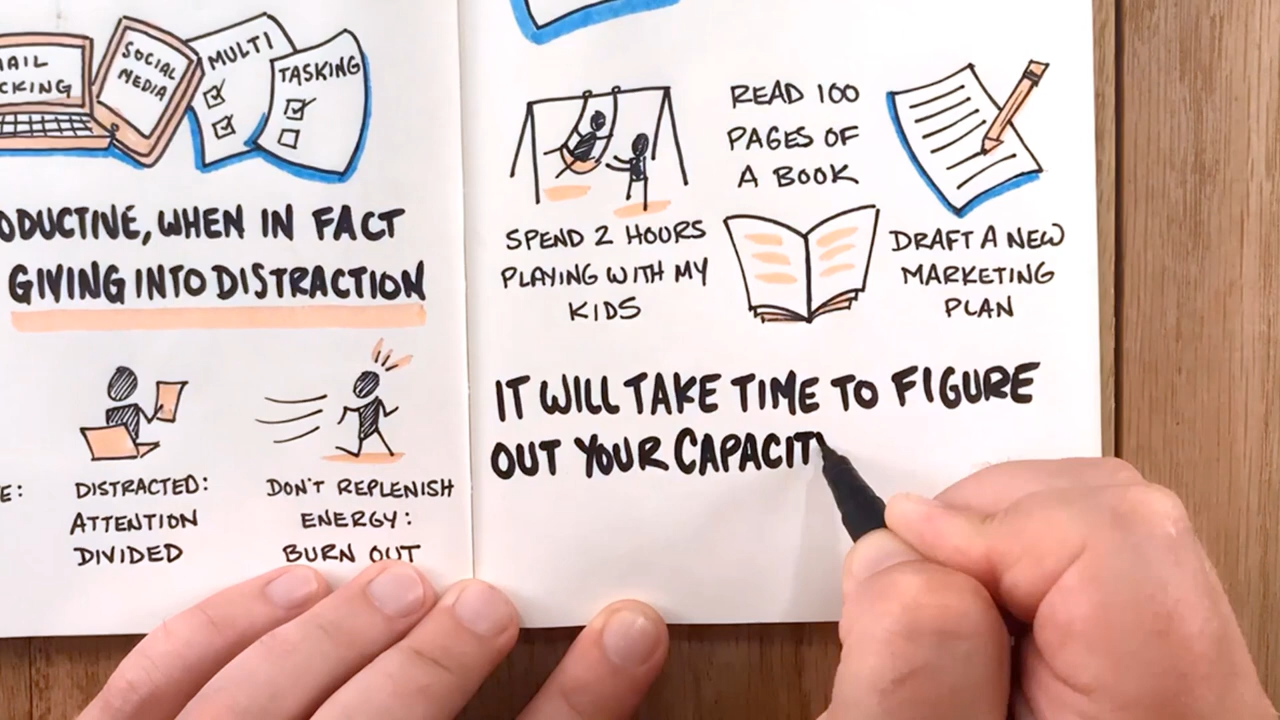 AIL
CKING
SOCIAL
MEDIA
MULTI
TASKING
ODUCTIVE, WHEN IN FACT
GIVING INTO DISTRACTION
E:
DISTRACTED:
ATTENTION
DIVIDED
DON'T REPLENISH
ENERGY:
BURN OUT
SPEND 2 HOURS
PLAYING WITH MY
KIDS
READ 100
PAGES OF
A BOOK
DRAFT A NEW
MARKETING
PLAN
IT WILL TAKE TIME TO FIGURE
OUT YOUR CAPACIT